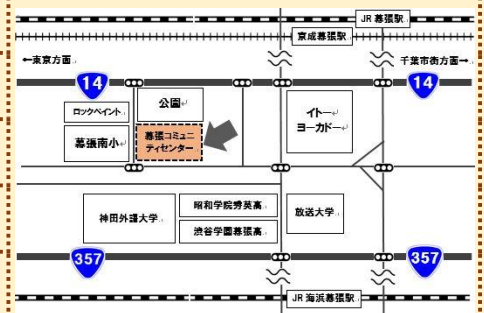 JR 幕張駅
京成幕張駅
←東京方面
千葉市街方面→
14
14
公園
ロックペイント
イトー
ヨーカドー
幕張コミュニ
ティセンター
幕張南小
昭和学院秀英高
神田外語大学
放送大学
渋谷学園幕張高
357
357
JR 海浜幕張駅